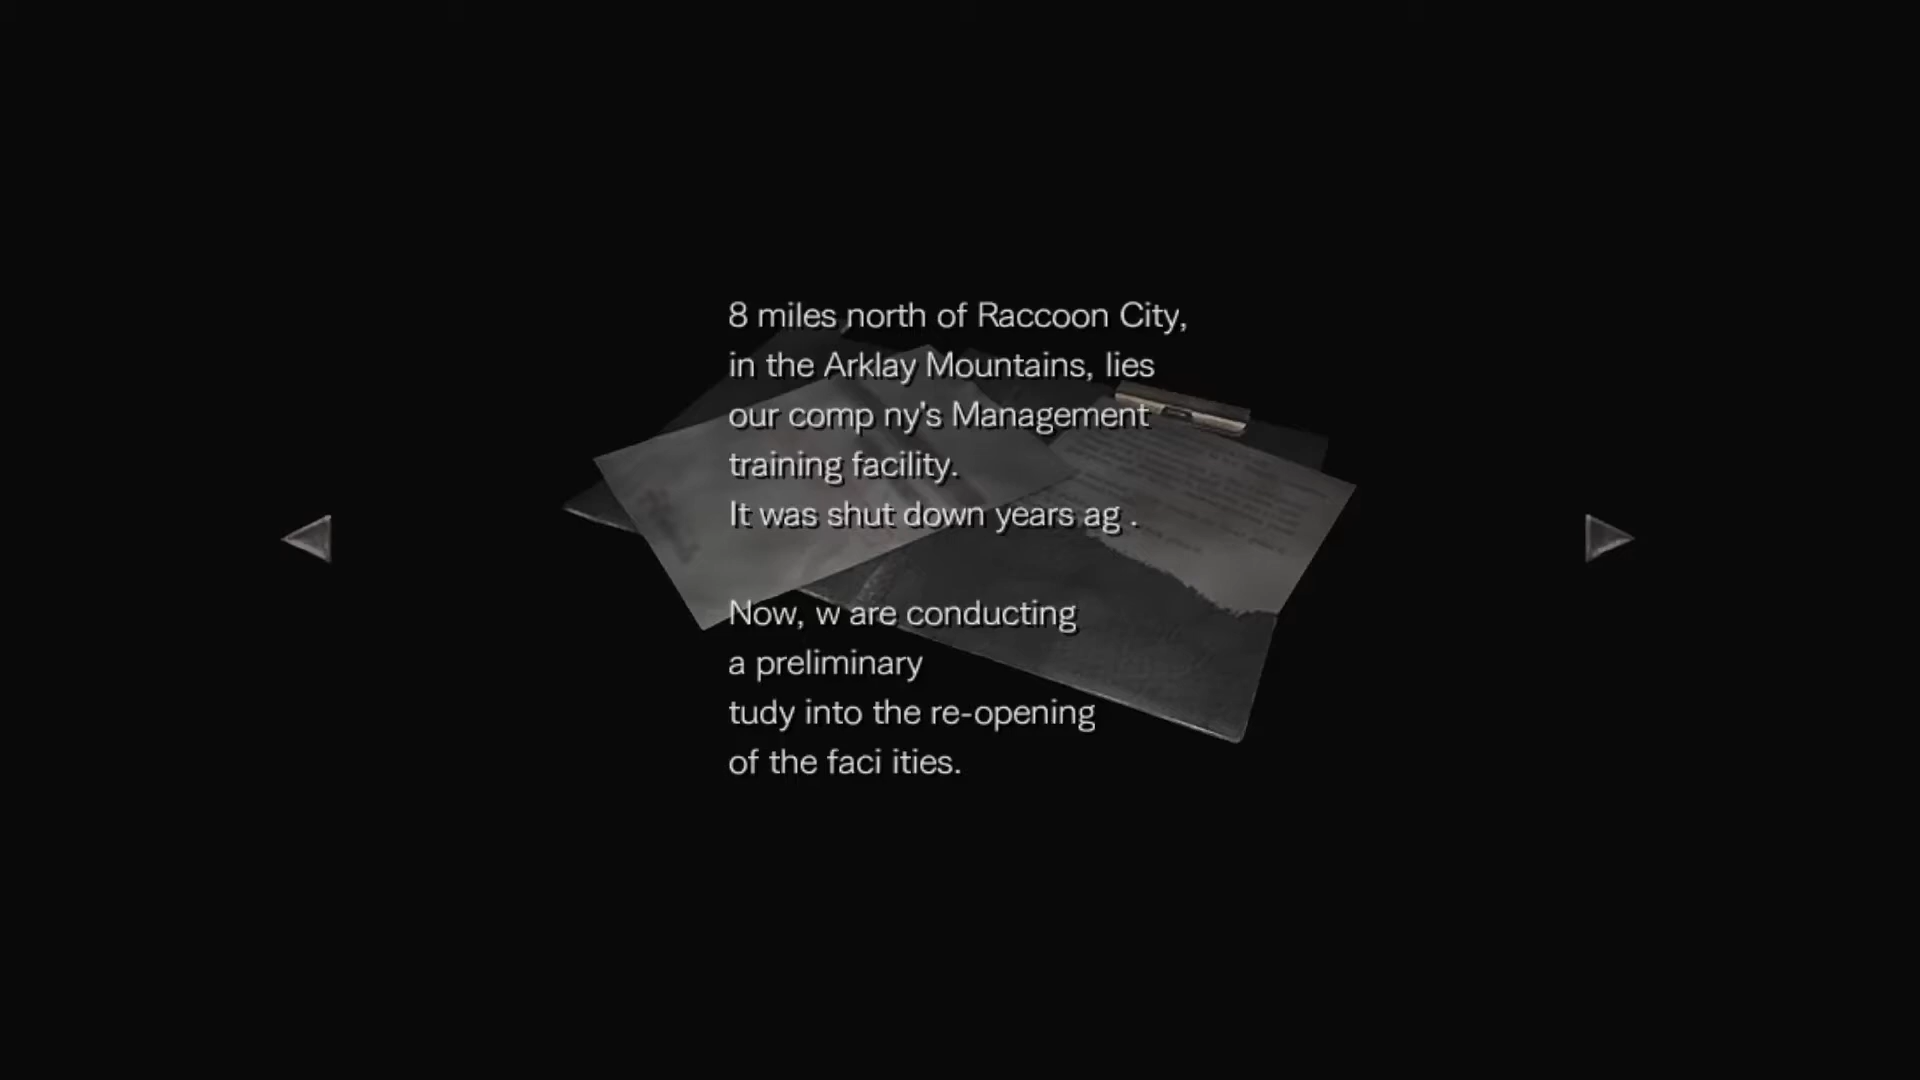 8 miles north of Raccoon City,
in the Arklay Mountains, lies
our comp ny's Management
training facility.
It was shut down years ag .
Now, w are conducting
a preliminary
tudy into the re-opening
of the faci ities.